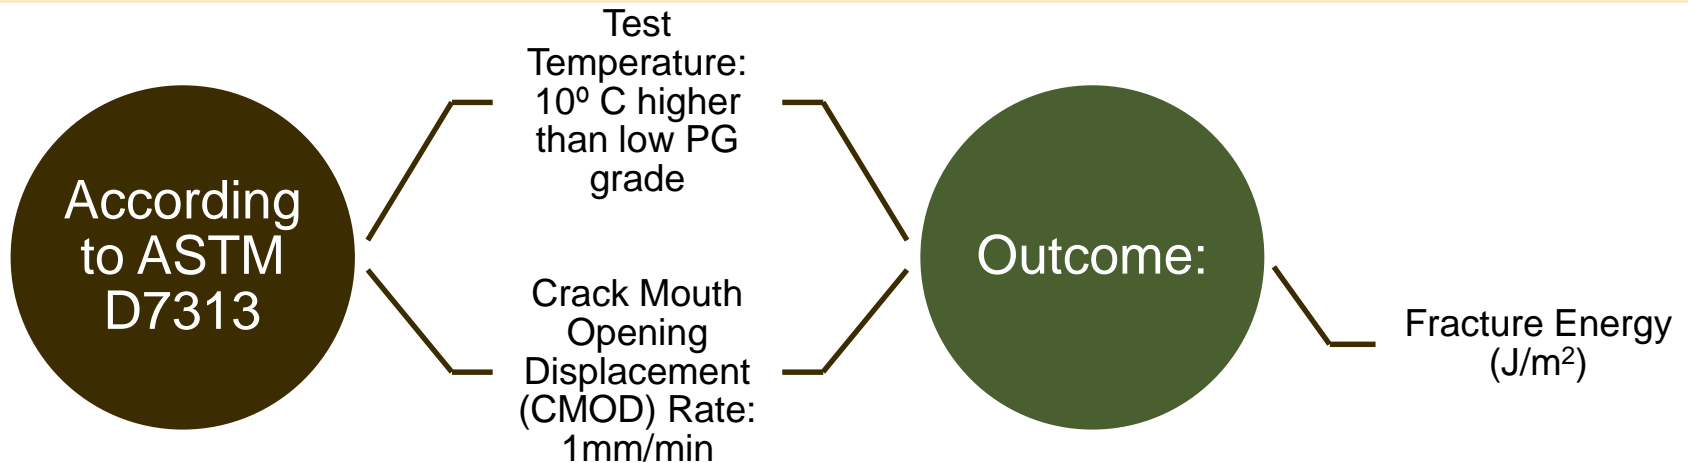 According
to ASTM
D7313
Test
Temperature:
10º C higher
than low PG
grade
Crack Mouth
Opening
Displacement
(CMOD) Rate:
1mm/min
Outcome:
Fracture Energy
(J/m²)